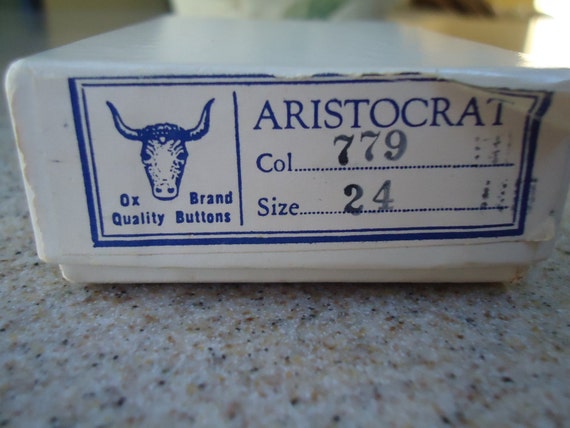 ARISTOCRAT
Col. 779
Size 24
Ox Brand
Quality Buttons